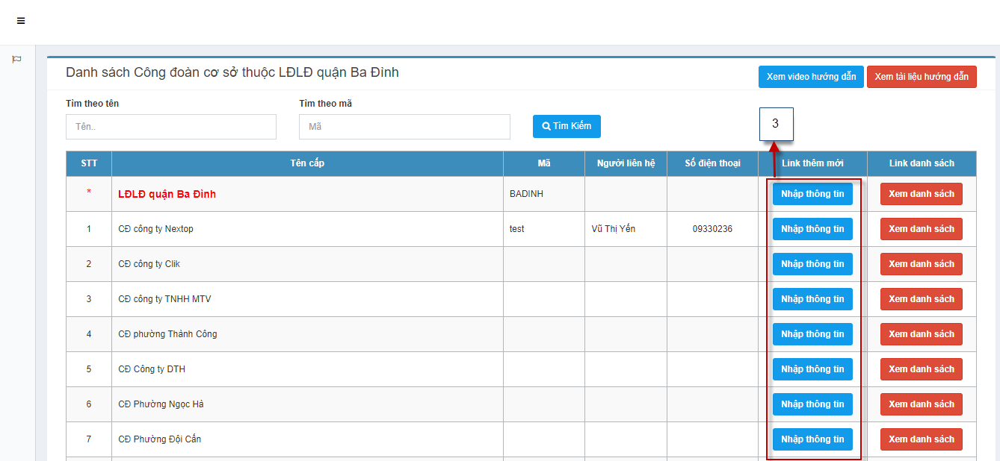 Danh sách Công đoàn cơ sở thuộc LĐLĐ quận Ba Đình
Xem video hướng dẫn Xem tài liệu hướng dẫn
Tìm theo tên Tìm theo mã
Tên.. Mã Tìm Kiếm
3
STT Tên cấp Mã Người liên hệ Số điện thoại Link thêm mới Link danh sách
* LĐLĐ quận Ba Đình BADINH Nhập thông tin Xem danh sách
1 CĐ công ty Nextop test Vũ Thị Yến 09330236 Nhập thông tin Xem danh sách
2 CĐ công ty Clik Nhập thông tin Xem danh sách
3 CĐ công ty TNHH MTV Nhập thông tin Xem danh sách
4 CĐ phường Thành Công Nhập thông tin Xem danh sách
5 CĐ Công ty DTH Nhập thông tin Xem danh sách
6 CĐ Phường Ngọc Hà Nhập thông tin Xem danh sách
7 CĐ Phường Đội Cấn Nhập thông tin Xem danh sách